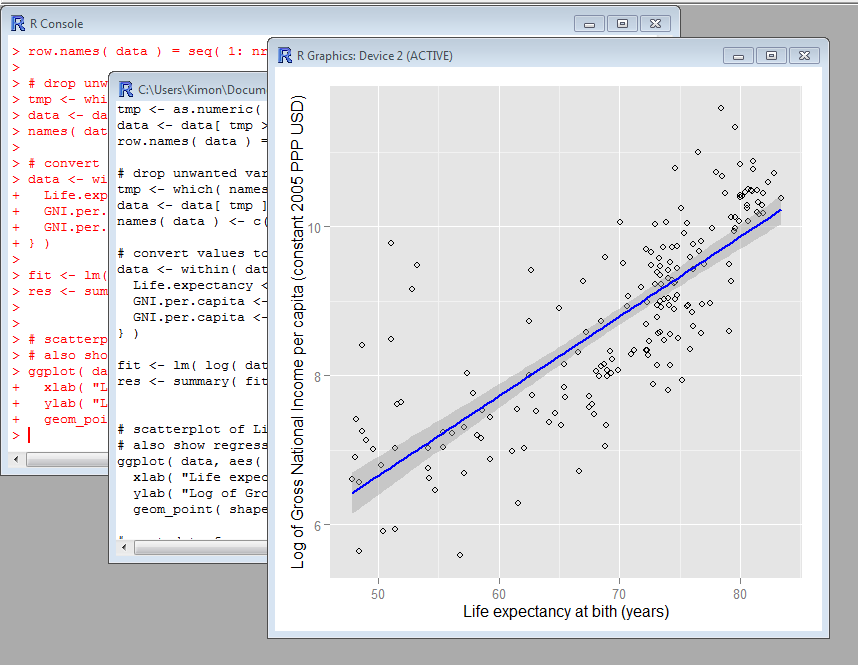 R Console
> row.names( data ) = seq( 1: nr
>
> # drop unw
> tmp <- whi
> data <- da
> names( dat
>
> # convert
> data <- wi
+   Life.exp
+   GNI.per.
+   GNI.per.
+ } )
>
> fit <- lm(
> res <- sum
>
>
> # scatterp
> # also sho
> ggplot( da
+   xlab( "L
+   ylab( "L
+   geom_poi
>
C:\Users\Kimon\Docum
tmp <- as.numeric(
data <- data[ tmp >
row.names( data ) =
# drop unwanted var
tmp <- which( names
data <- data[ tmp ]
names( data ) <- c(
# convert values to
data <- within( dat
  Life.expectancy <
  GNI.per.capita <-
  GNI.per.capita <-
} )
fit <- lm( log( dat
res <- summary( fit
# scatterplot of Li
# also show regress
ggplot( data, aes(
  xlab( "Life expec
  ylab( "Log of Gro
  geom_point( shape
R Graphics: Device 2 (ACTIVE)
Log of Gross National Income per capita (constant 2005 PPP USD)
10
8
6
50 60 70 80
Life expectancy at bith (years)